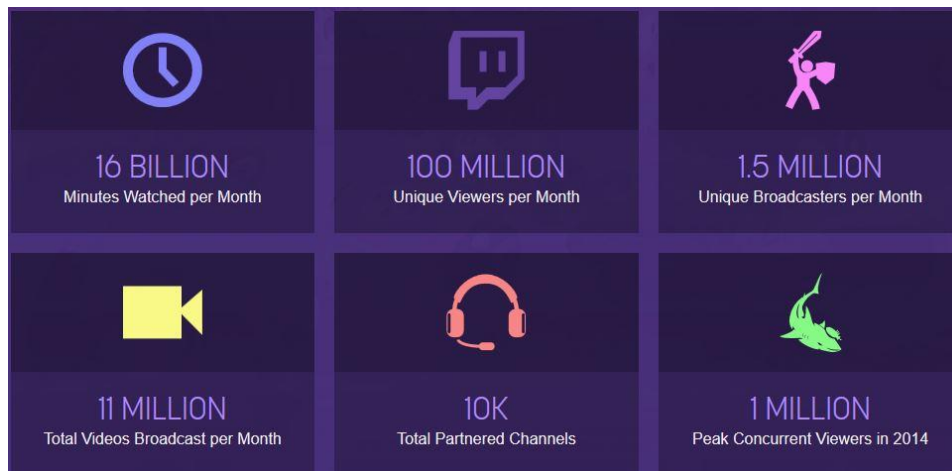 16 BILLION
Minutes Watched per Month
100 MILLION
Unique Viewers per Month
1.5 MILLION
Unique Broadcasters per Month
11 MILLION
Total Videos Broadcast per Month
10K
Total Partnered Channels
1 MILLION
Peak Concurrent Viewers in 2014